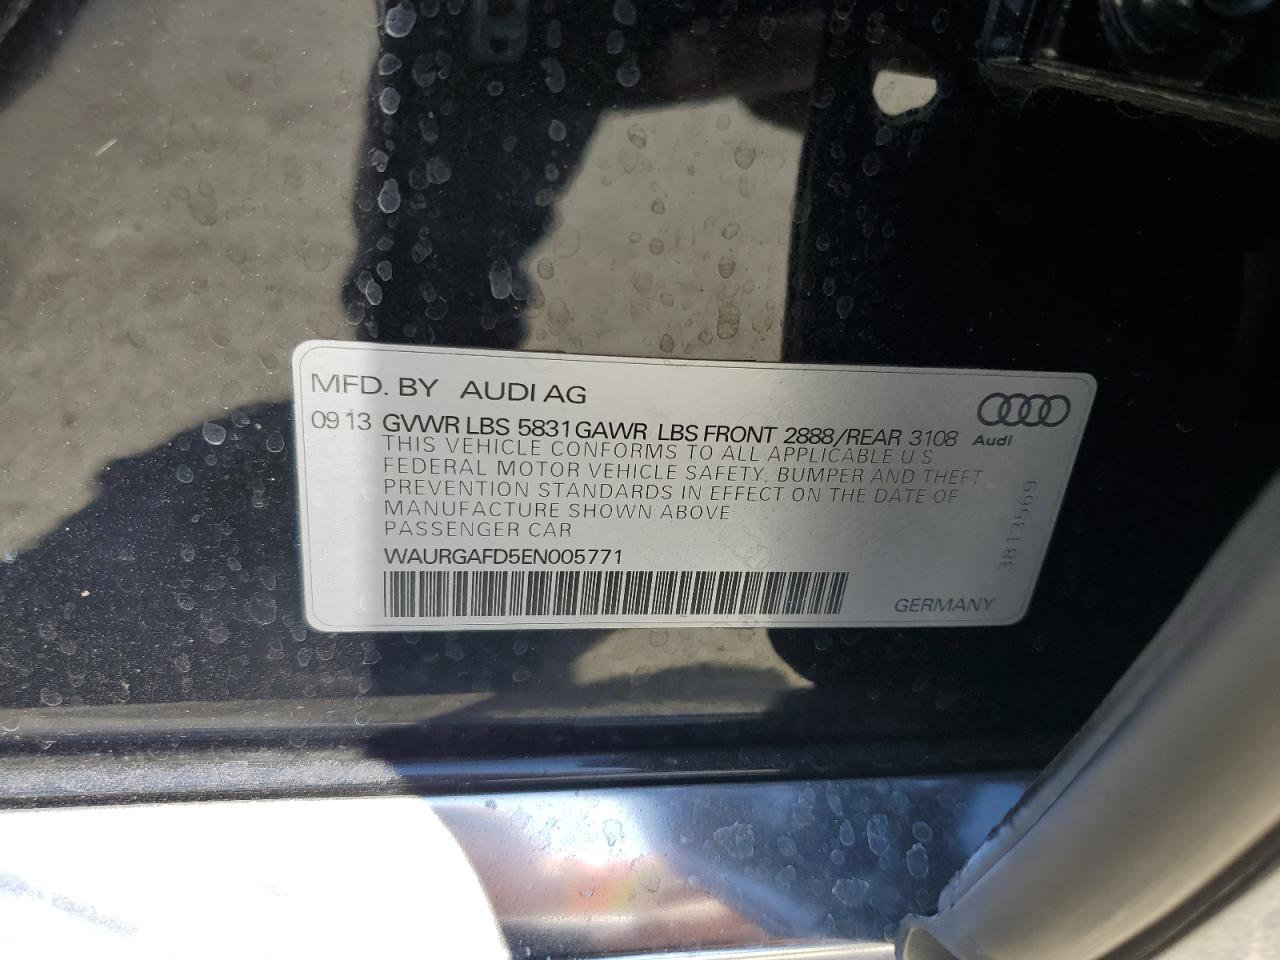 MFD. BY AUDI AG
09 13 GVWR LBS 5831 GAWR LBS FRONT 2888/REAR 3108
Audi
THIS VEHICLE CONFORMS TO ALL APPLICABLE U.S.
FEDERAL MOTOR VEHICLE SAFETY, BUMPER AND THEFT
PREVENTION STANDARDS IN EFFECT ON THE DATE OF
MANUFACTURE SHOWN ABOVE
PASSENGER CAR
WAURGAFD5EN005771
GERMANY
3813569